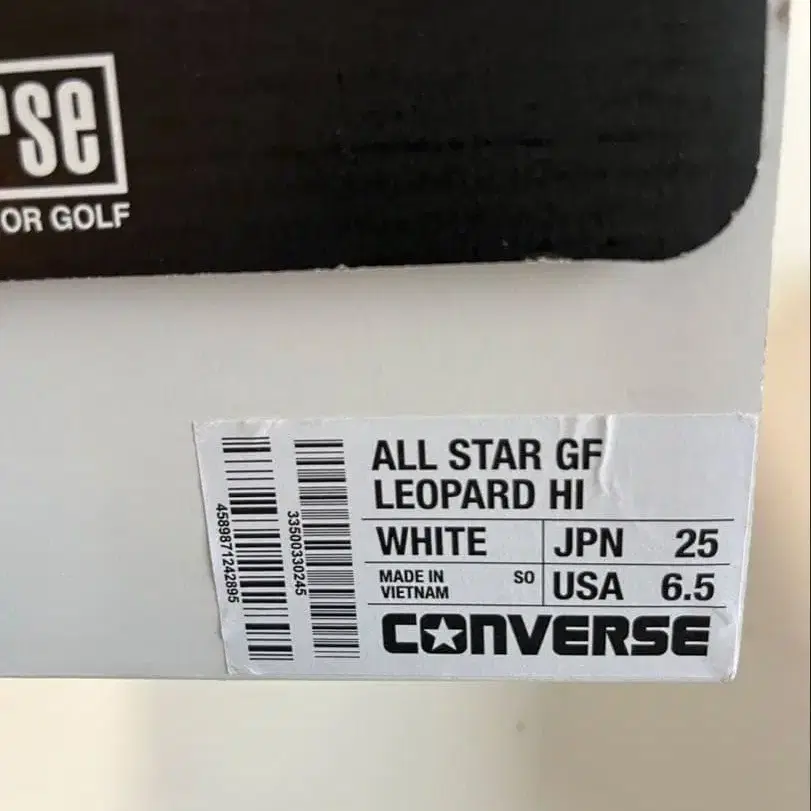 OR GOLF
ALL STAR GF
LEOPARD HI
WHITE JPN 25
MADE IN VIETNAM SO USA 6.5
CONVERSE
4589871242895
33500330245